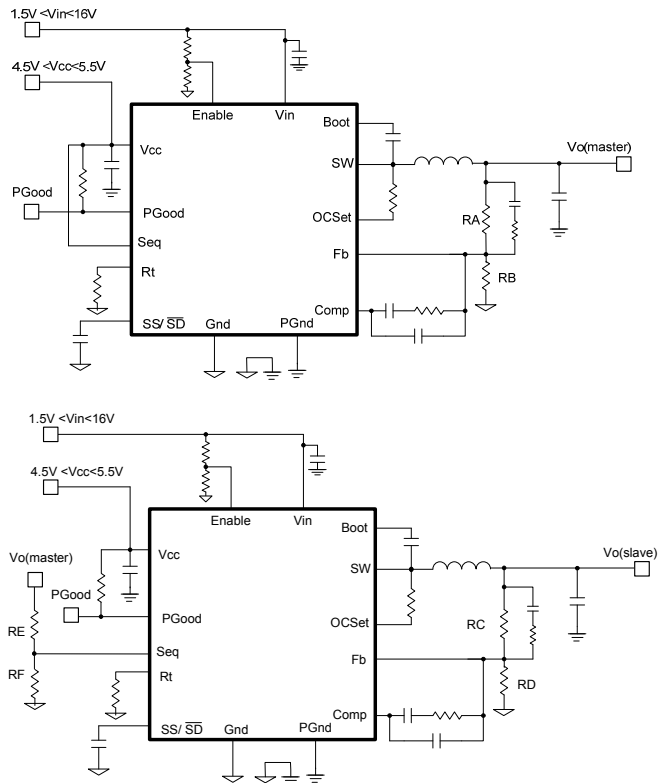 1.5V <Vin<16V
4.5V <Vcc<5.5V
Enable
Vin
Boot
Vcc
Vo(master)
SW
PGood
PGood
OCSet
RA
Seq
Fb
Rt
RB
Comp
SS/ SD
Gnd
PGnd
1.5V <Vin<16V
4.5V <Vcc<5.5V
Enable
Vin
Boot
Vo(master)
Vcc
Vo(slave)
SW
PGood
PGood
OCSet
RC
RE
Seq
Fb
RF
Rt
RD
Comp
SS/ SD
Gnd
PGnd